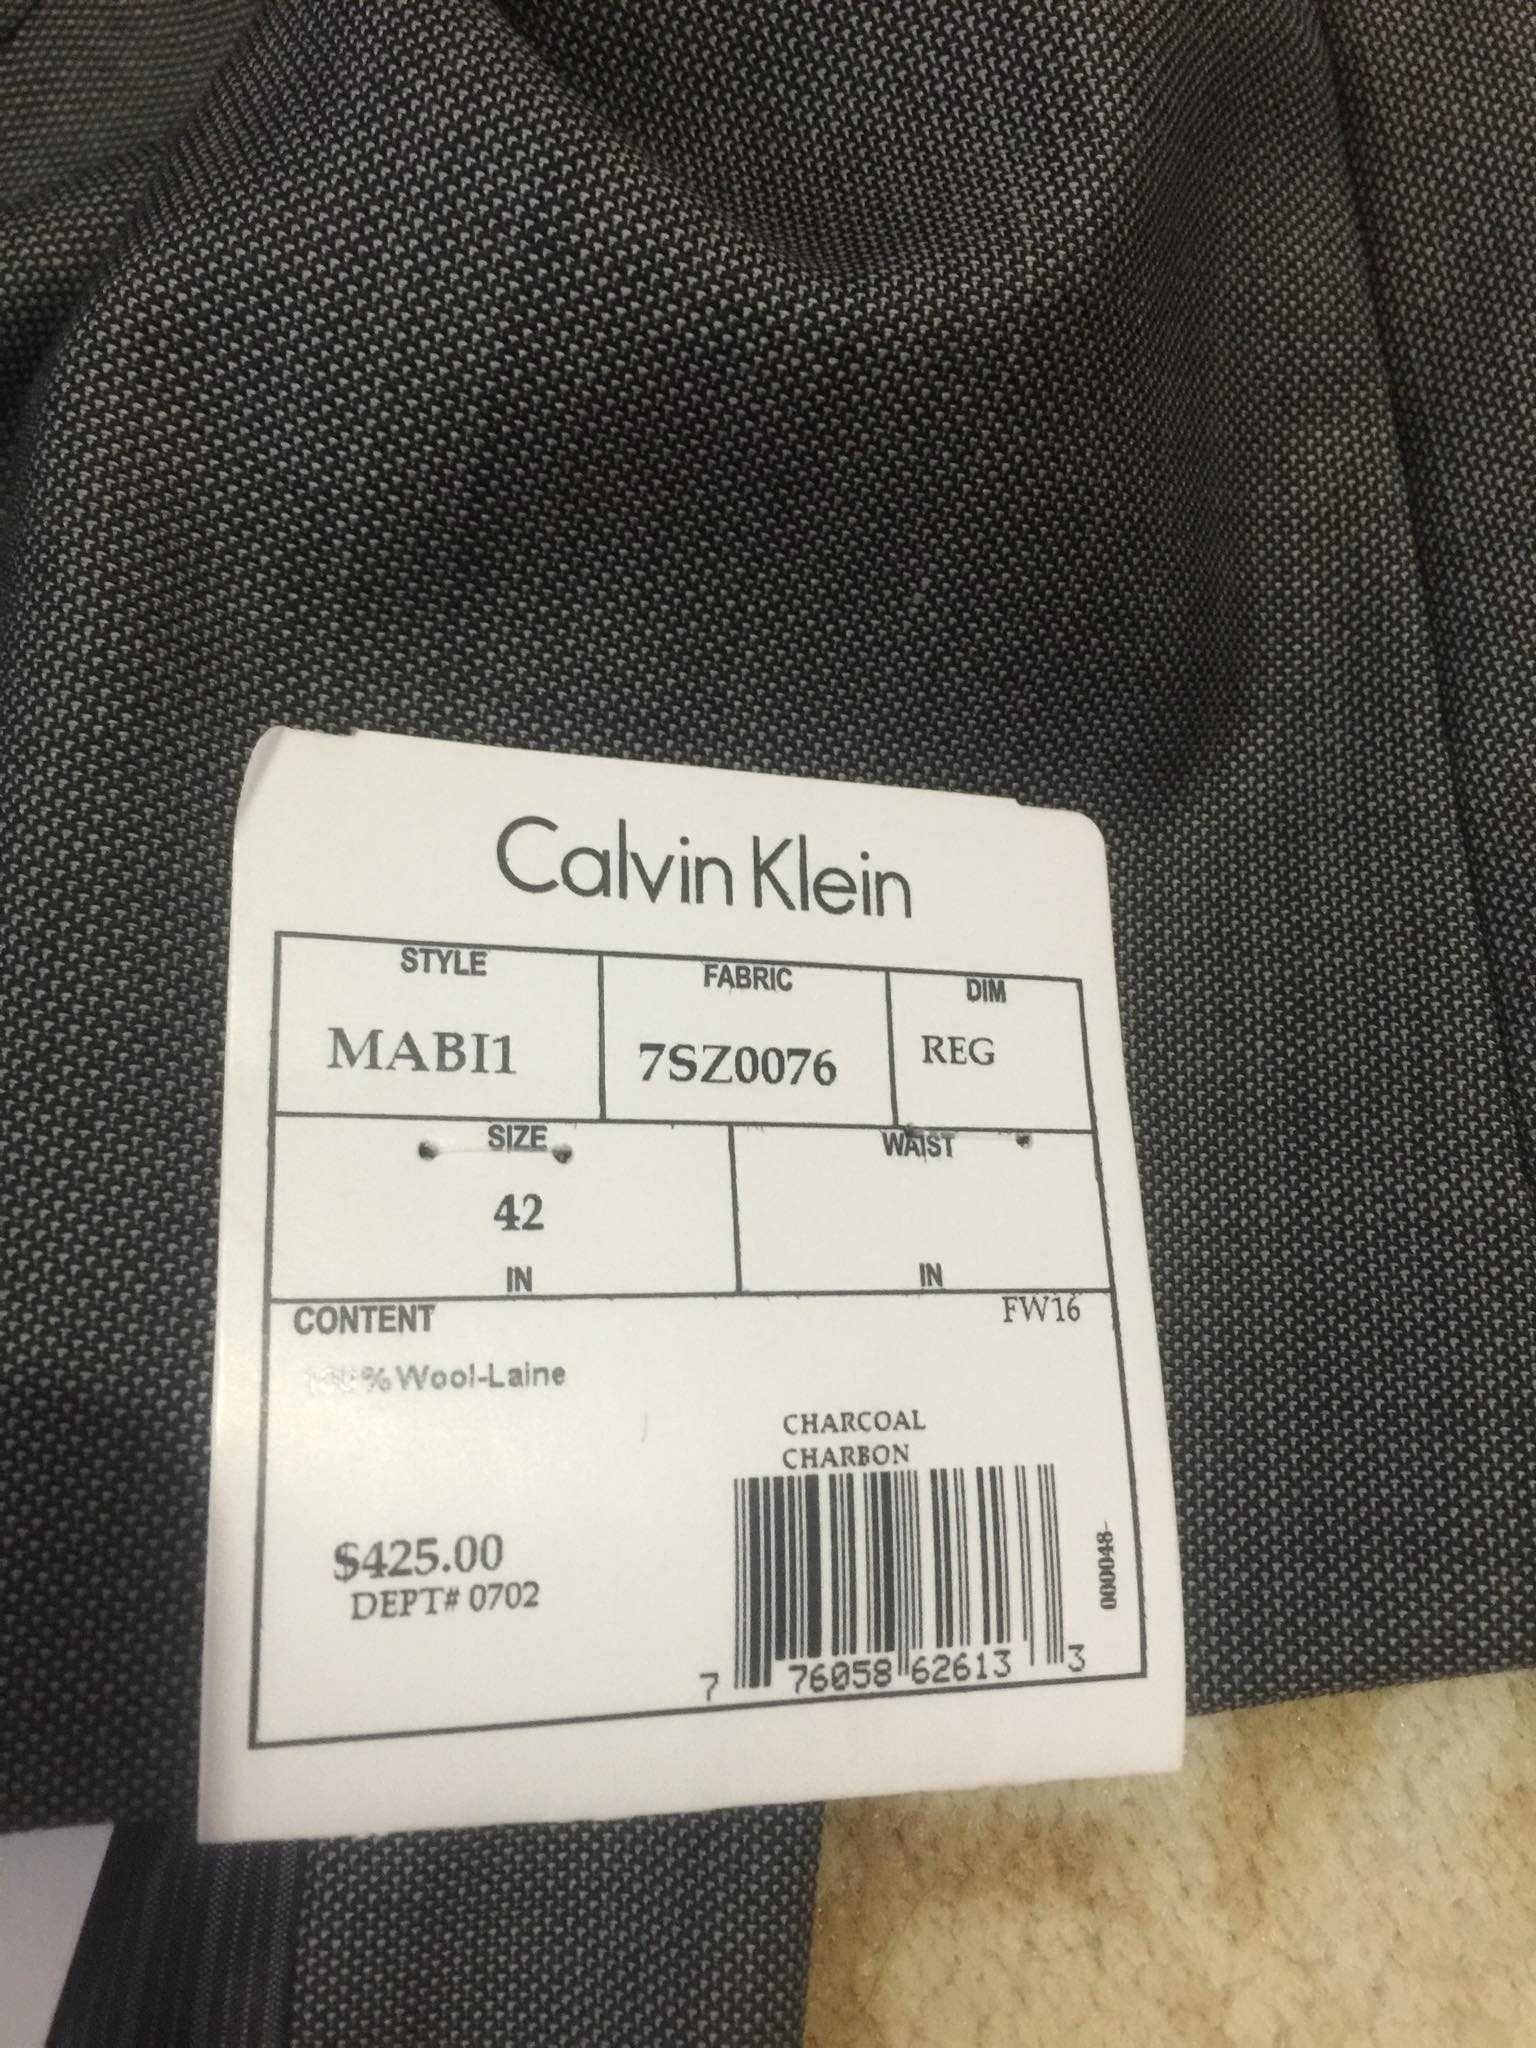 Calvin Klein
STYLE
MABI1
FABRIC
7SZ0076
DIM
REG
SIZE
42
IN
WAIST
IN
CONTENT
FW16
% Wool-Laine
CHARCOAL
CHARBON
$425.00
DEPT# 0702
7 76058 62613 3
000048-